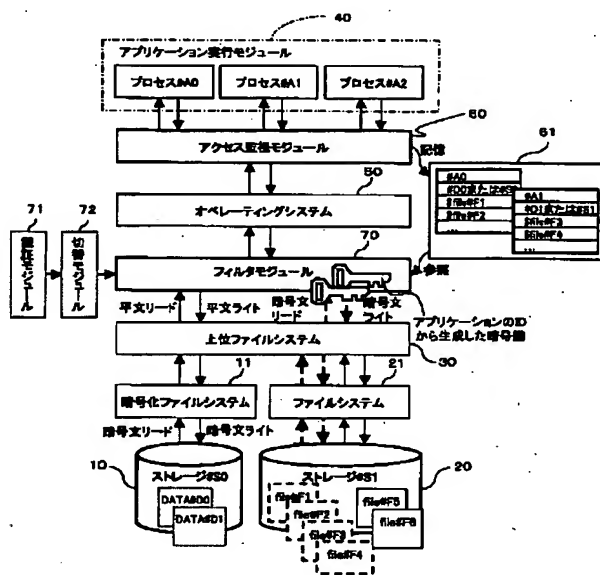 40
アプリケーション実行モジュール
プロセス#A0
プロセス#A1
プロセス#A2
60
アクセス監視モジュール
記憶
61
#A0
#D0または#S
$file#F1
$file#F2
...
#A1
#D1または#S1
$file#F3
$file#F4
...
50
オペレーティングシステム
71
72
モジュール
切替モジュール
70
フィルタモジュール
参照
平文リード
平文ライト
暗号文リード
暗号文ライト
アプリケーションのID
から生成した暗号鍵
上位ファイルシステム
30
11
暗号化ファイルシステム
21
ファイルシステム
暗号文リード
暗号文ライト
10
ストレージ#S0
DATA#D0
DATA#D1
20
ストレージ#S1
file#F1
file#F2
file#F3
file#F4
file#F5
file#F6